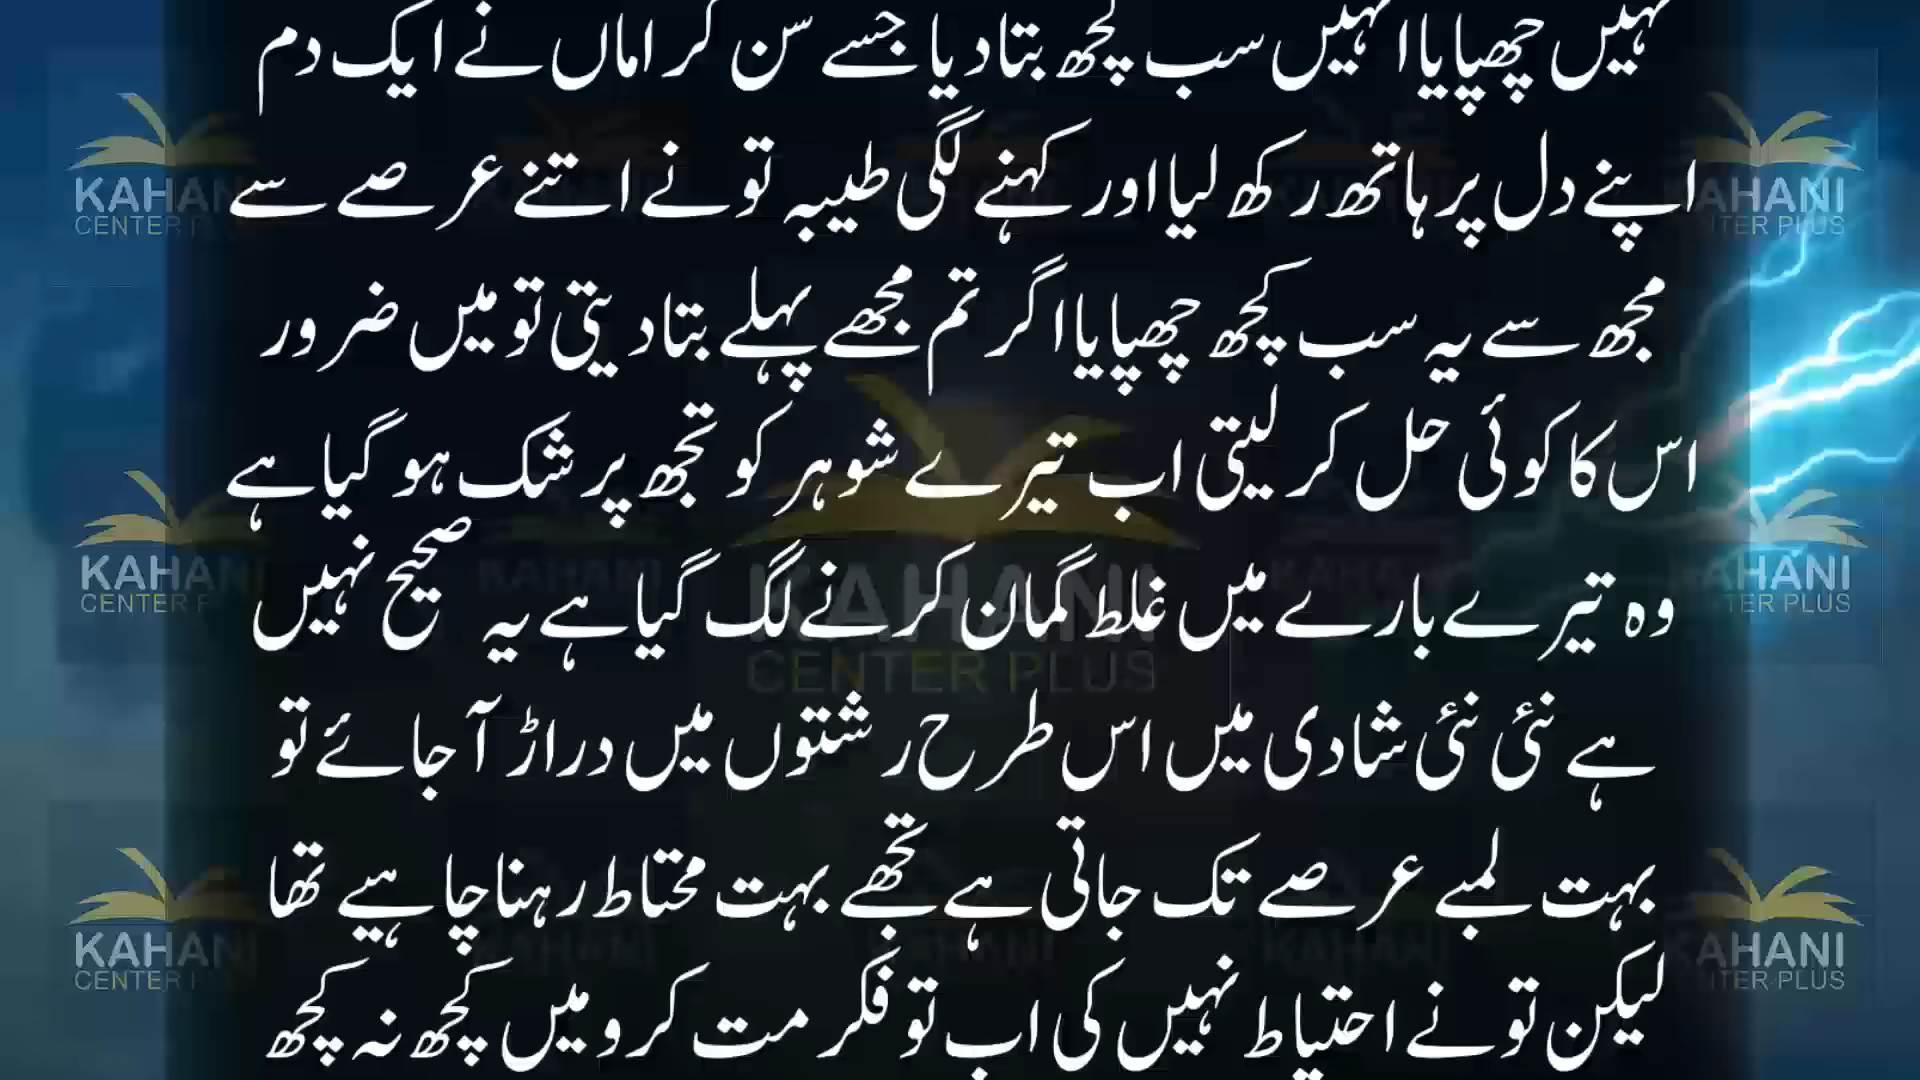 نہیں چھپایا انہیں سب کچھ بتا دیا جسے سن کر اماں نے ایک دم
اپنے دل پر ہاتھ رکھ لیا اور کہنے لگی طیبہ تو نے اتنے عرصے سے
مجھ سے یہ سب کچھ چھپایا اگر تم مجھے پہلے بتا دیتی تو میں ضرور
اس کا کوئی حل کر لیتی اب تیرے شوہر کو تجھ پر شک ہو گیا ہے
وہ تیرے بارے میں غلط گمان کرنے لگ گیا ہے یہ صحیح نہیں
ہے نئی نئی شادی میں اس طرح رشتوں میں دراڑ آ جائے تو
بہت لمبے عرصے تک جاتی ہے تجھے بہت محتاط رہنا چاہیے تھا
لیکن تو نے احتیاط نہیں کی اب تو فکر مت کرو میں کچھ نہ کچھ
KAHANI
CENTER PLUS